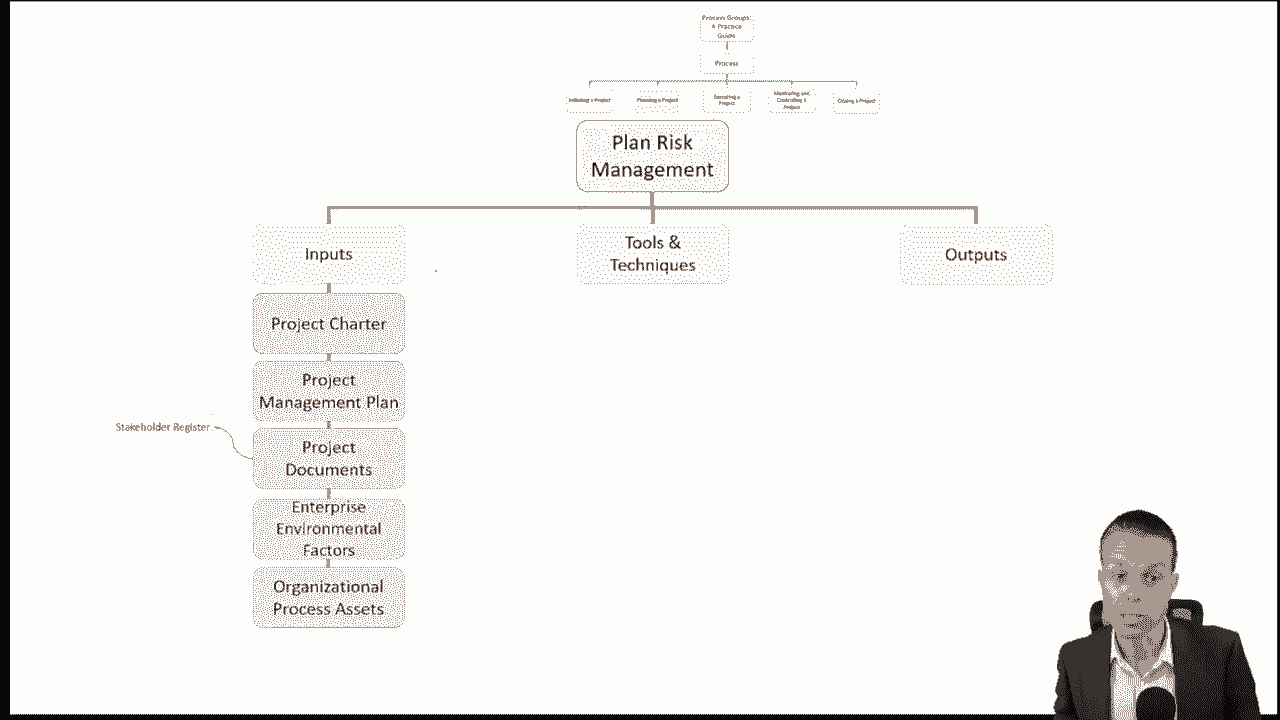 Process Groups:
a Practice
Guide
Process
Initiating a Project
Planning a Project
Executing a
Project
Monitoring and
Controlling a
Project
Closing a Project
Plan Risk
Management
Inputs
Tools &
Techniques
Outputs
Project Charter
Project
Management Plan
Stakeholder Register
Project
Documents
Enterprise
Environmental
Factors
Organizational
Process Assets